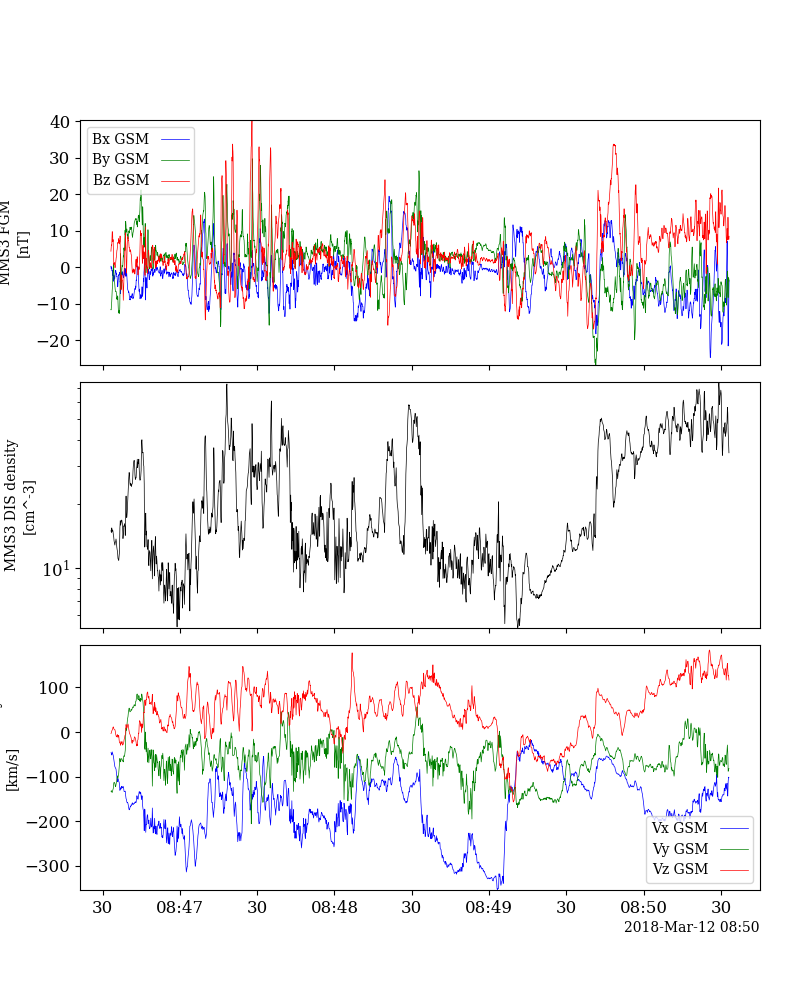 40
30
20
10
0
−10
−20
MMS3 FGM
[nT]
Bx GSM
By GSM
Bz GSM
10^1
MMS3 DIS density
[cm^-3]
100
0
−100
−200
−300
[km/s]
Vx GSM
Vy GSM
Vz GSM
30
08:47
30
08:48
30
08:49
30
08:50
30
2018-Mar-12 08:50